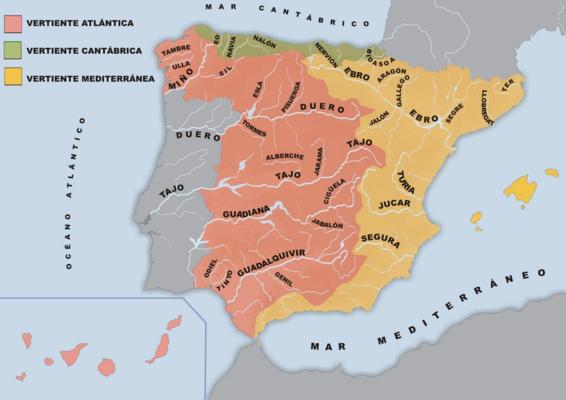 MAR CANTÁBRICO
VERTIENTE ATLÁNTICA
VERTIENTE CANTÁBRICA
VERTIENTE MEDITERRÁNEA
OCÉANO ATLÁNTICO
TAMBRE
ULLA
MIÑO
SIL
EO
NAVIA
NALÓN
NERVIÓN
BIDASOA
EBRO
ARAGÓN
GALLEGO
ESLA
PISUERGA
DUERO
DUERO
TORMES
JALÓN
EBRO
SEGRE
LLOBREGAT
TER
ALBERCHE
JARAMA
TAJO
TAJO
TAJO
CIGÜELA
TURIA
JUCAR
GUADIANA
JABALÓN
SEGURA
ODIEL
TINTO
GUADALQUIVIR
GENIL
MAR MEDITERRÁNEO